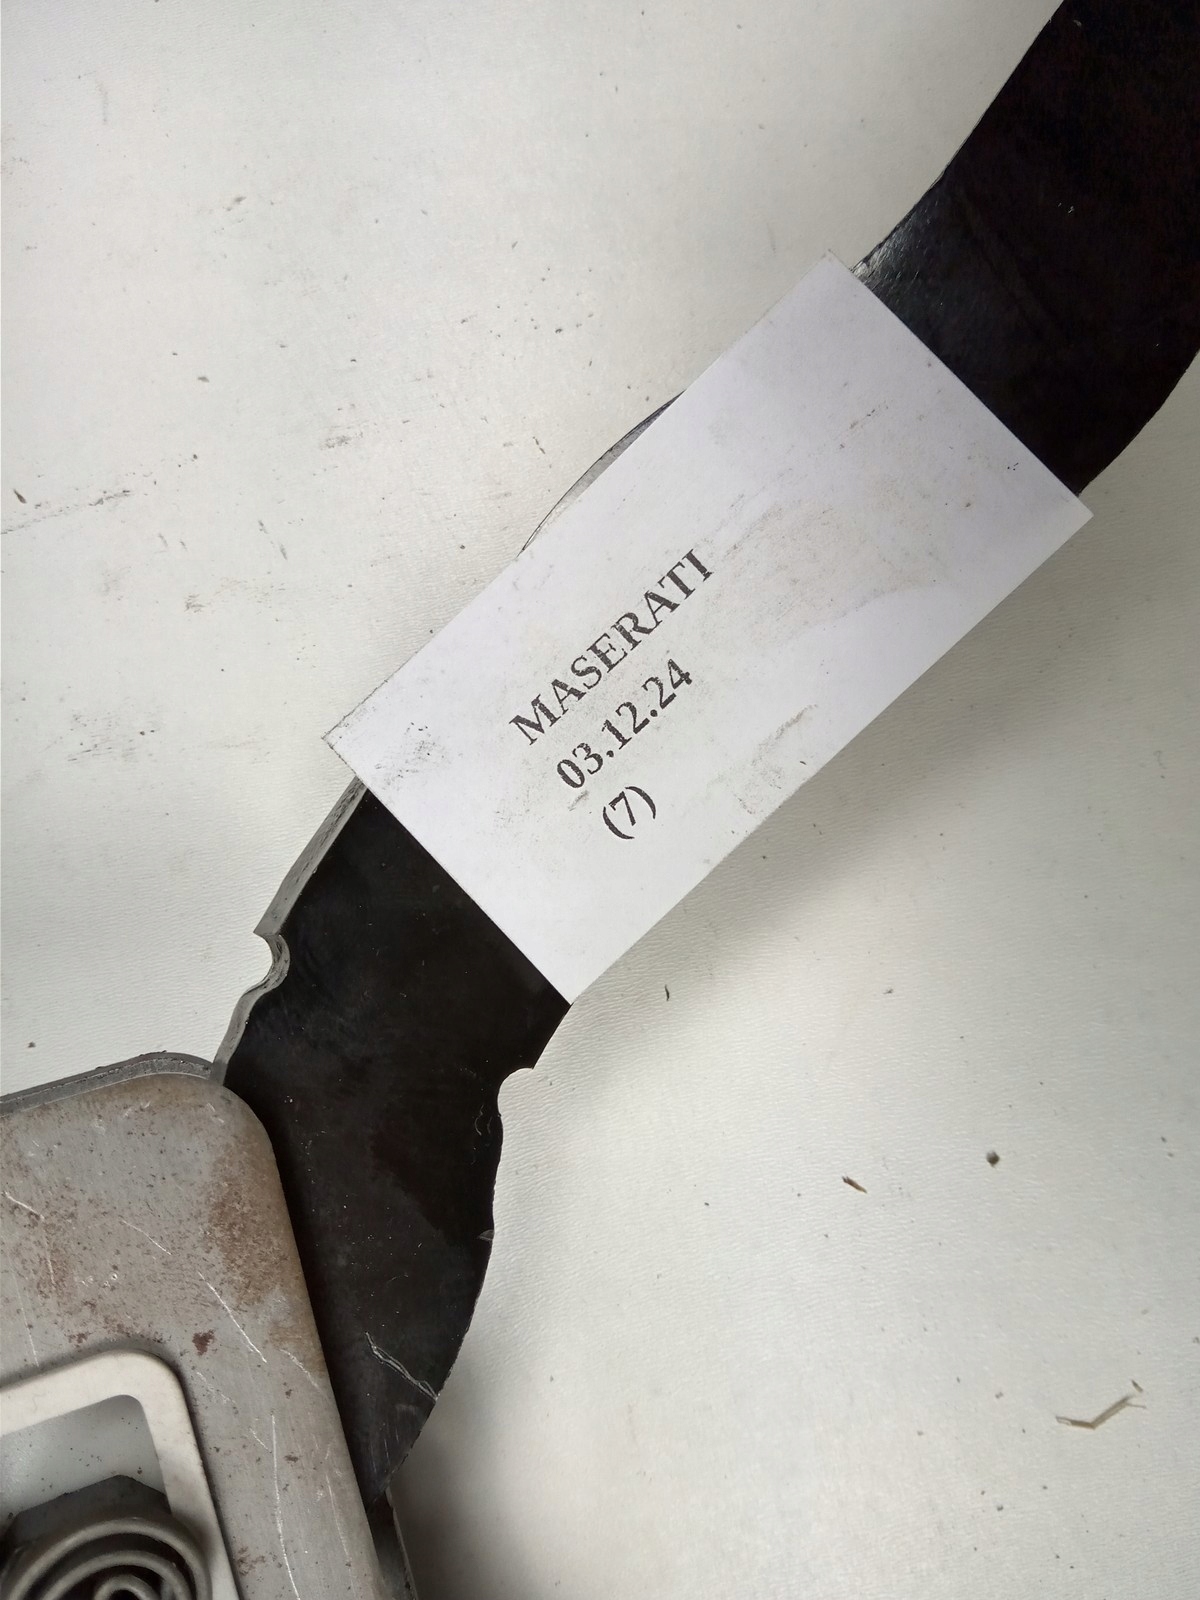 MASERATI
03.12.24
(7)